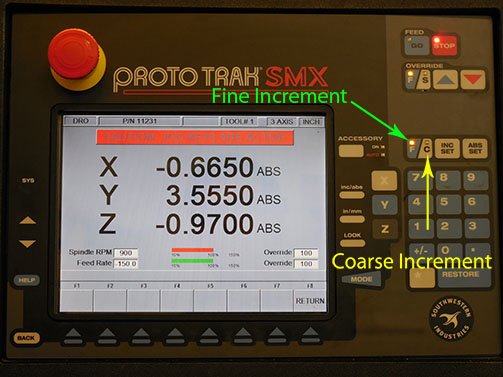 PROTOTRAK SMX
FEED
GO
STOP
OVERRIDE
F/S
Fine Increment
DRO
P/N 11231
TOOL# 1
3 AXIS
INCH
ACCESSORY
ON
AUTO
F/C
INC SET
ABS SET
X -0.6650 ABS
Y 3.5550 ABS
Z -0.9700 ABS
SYS
inc/abs
in/mm
LOOK
X
Y
Z
7 8 9
4 5 6
1 2 3
+/- 0 .
Coarse Increment
RESTORE
Spindle RPM 900
Override 100
Feed Rate -150.0
Override 100
F1 F2 F3 F4 F5 F6 F7 F8
RETURN
HELP
MODE
BACK
SOUTHWESTERN
INDUSTRIES